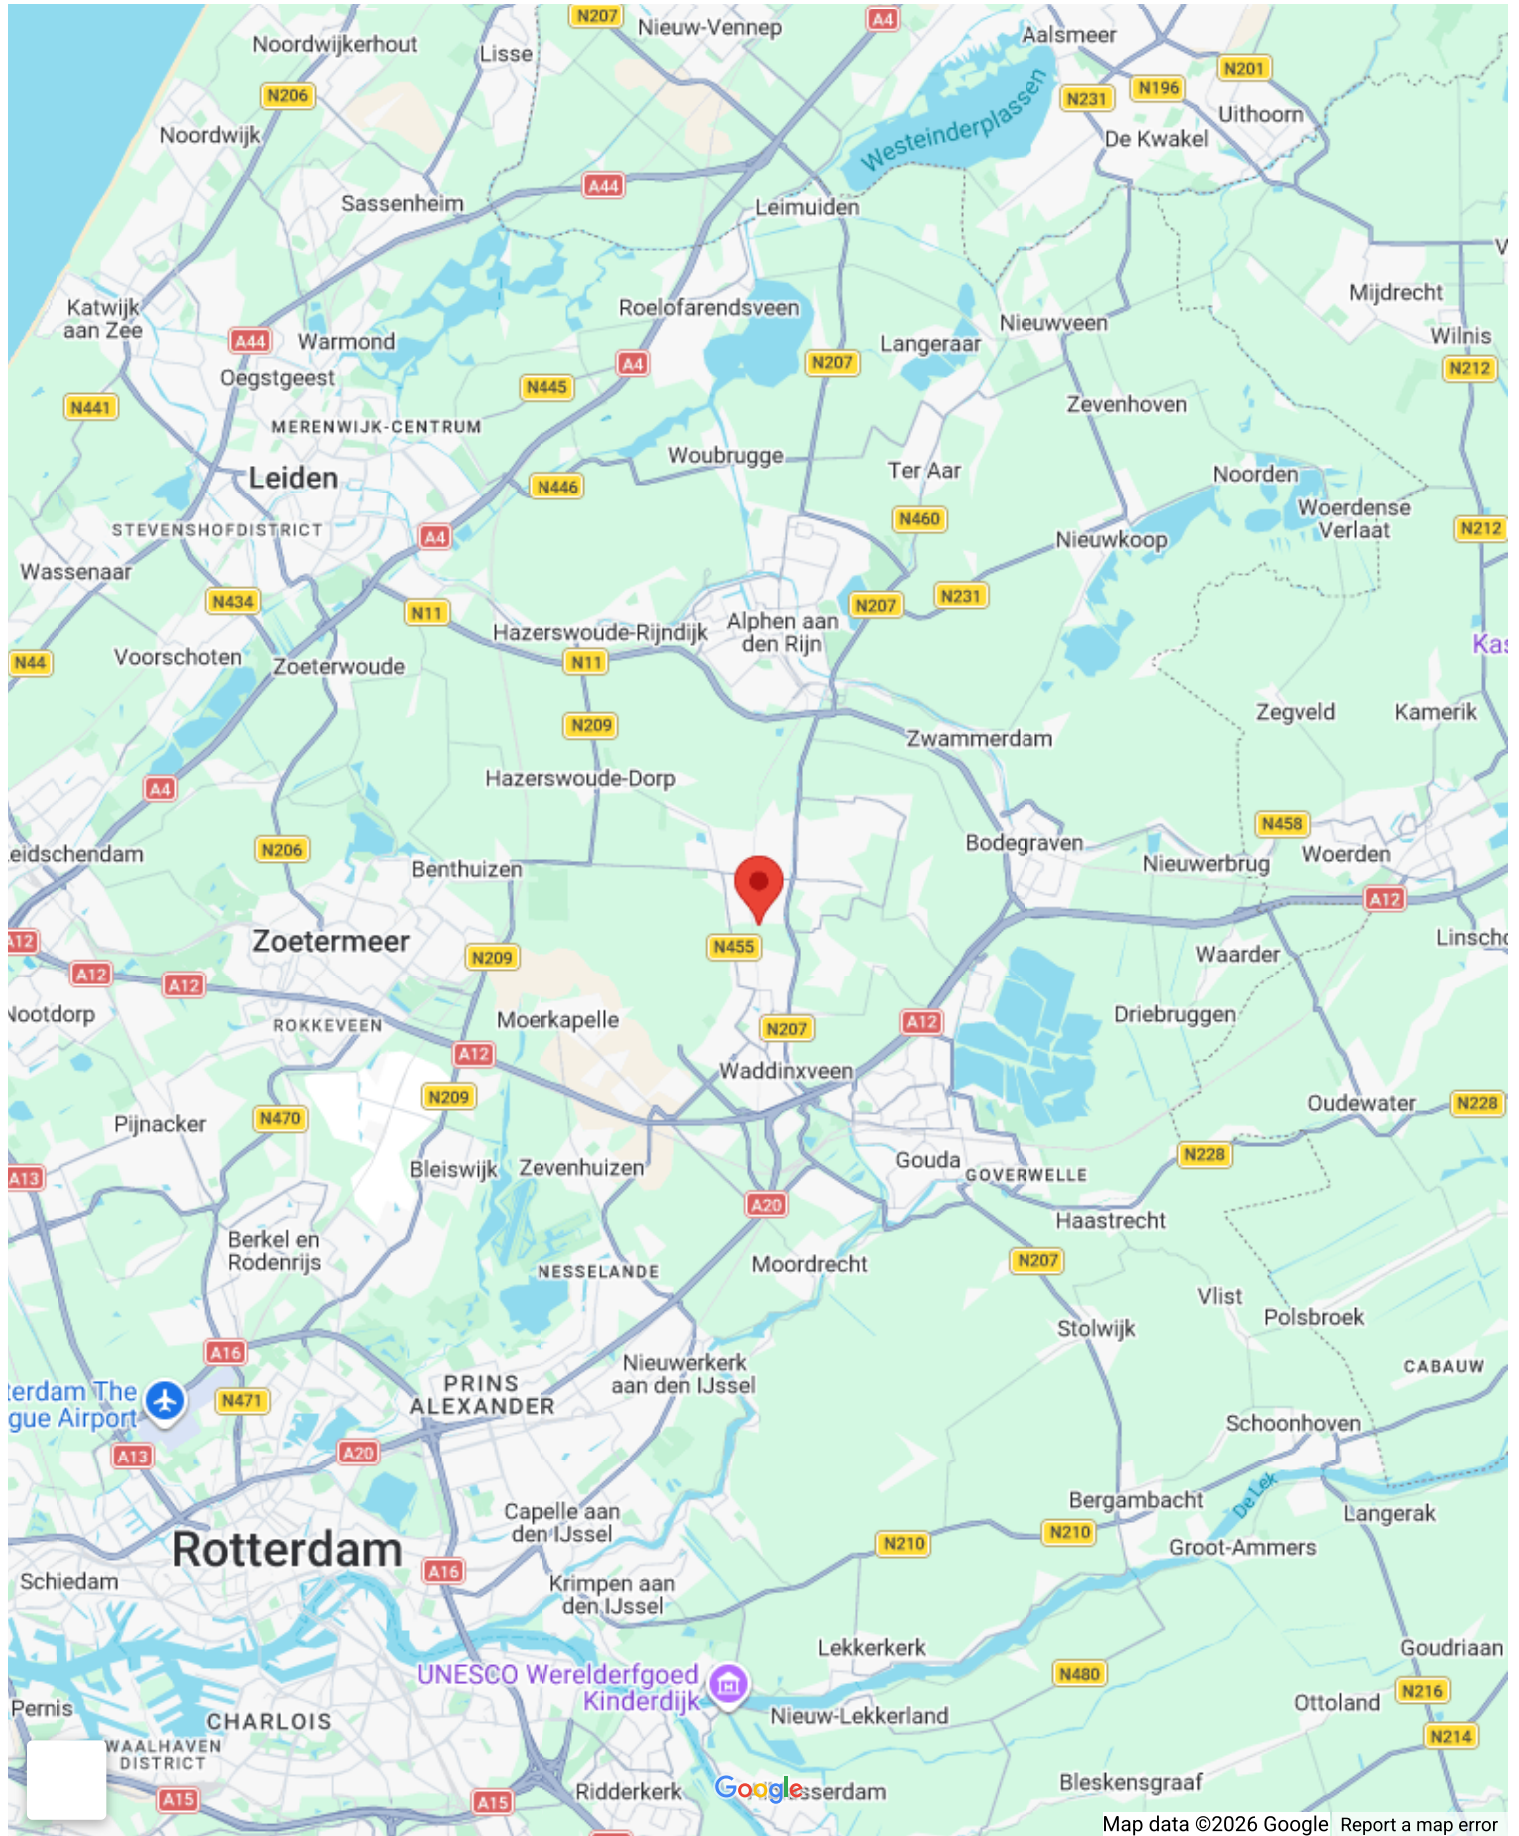 N207
Nieuw-Vennep
A4
Aalsmeer
Noordwijkerhout
Lisse
N201
N206
N231
N196
Westeinderplassen
Uithoorn
Noordwijk
De Kwakel
A44
Sassenheim
Leimuiden
Mijdrecht
Katwijk
aan Zee
Roelofarendsveen
Nieuwveen
A44
Warmond
Langeraar
Wilnis
A4
N207
N212
Oegstgeest
N445
N441
Zevenhoven
MERENWIJK-CENTRUM
Woubrugge
Leiden
Ter Aar
Noorden
N446
Woerdense
Verlaat
STEVENSHOFDISTRICT
A4
N460
Nieuwkoop
N212
Wassenaar
N434
N11
N207
N231
Alphen aan
den Rijn
Hazerswoude-Rijndijk
N44
Voorschoten
Zoeterwoude
N11
Kas
N209
Zegveld
Kamerik
Zwammerdam
Hazerswoude-Dorp
A4
N458
N206
Bodegraven
eidschendam
Benthuizen
Nieuwerbrug
Woerden
A12
Zoetermeer
A12
N455
N209
Waarder
Linscho
A12
A12
Nootdorp
ROKKEVEEN
Moerkapelle
N207
A12
Driebruggen
A12
Waddinxveen
N209
N470
Pijnacker
Oudewater
N228
A13
Bleiswijk
Zevenhuizen
Gouda
GOVERWELLE
N228
A20
Haastrecht
Berkel en
Rodenrijs
NESSELANDE
Moordrecht
N207
Vlist
Polsbroek
Stolwijk
A16
Nieuwerkerk
aan den IJssel
CABAUW
terdam The
gue Airport
N471
PRINS
ALEXANDER
Schoonhoven
A13
A20
De Lek
Bergambacht
Capelle aan
den IJssel
Langerak
Rotterdam
N210
N210
Groot-Ammers
Schiedam
A16
Krimpen aan
den IJssel
Lekkerkerk
Goudriaan
UNESCO Werelderfgoed
Kinderdijk
N480
N216
Pernis
Ottoland
CHARLOIS
Nieuw-Lekkerland
N214
WAALHAVEN
DISTRICT
Bleskensgraaf
A15
A15
Ridderkerk
Google
sserdam
Map data ©2026 Google
Report a map error